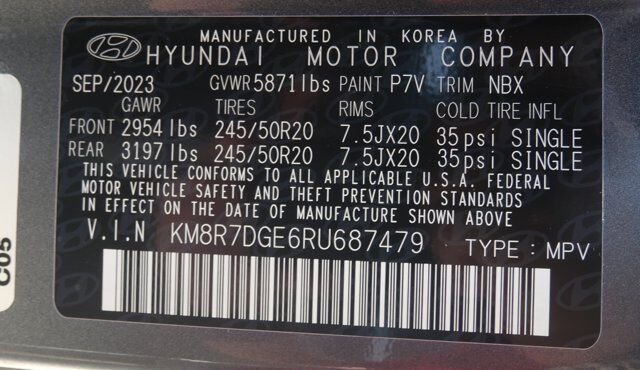 MANUFACTURED IN KOREA BY
HYUNDAI MOTOR COMPANY
SEP/2023 GVWR 5871lbs PAINT P7V TRIM NBX
GAWR TIRES RIMS COLD TIRE INFL
FRONT 2954 lbs 245/50R20 7.5JX20 35psi SINGLE
REAR 3197 lbs 245/50R20 7.5JX20 35psi SINGLE
THIS VEHICLE CONFORMS TO ALL APPLICABLE U.S.A. FEDERAL
MOTOR VEHICLE SAFETY AND THEFT PREVENTION STANDARDS
IN EFFECT ON THE DATE OF MANUFACTURE SHOWN ABOVE
V.I.N KM8R7DGE6RU687479 TYPE : MPV
C05